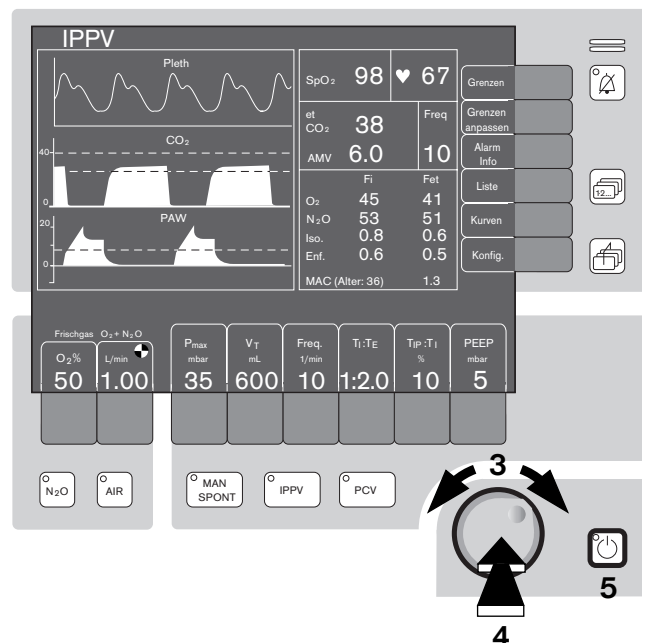 IPPV
Pleth
CO₂
40
0
PAW
20
0
SpO₂ 98 ♥ 67
et
CO₂ 38 Freq
AMV 6.0 10
Fi Fet
O₂ 45 41
N₂O 53 51
Iso. 0.8 0.6
Enf. 0.6 0.5
MAC (Alter: 36) 1.3
Grenzen
Grenzen
anpassen
Alarm
Info
Liste
Kurven
Konfig.
12...
Frischgas O₂+N₂O
O₂% L/min
50 1.00
Pmax VT Freq. TI:TE TIP:TI PEEP
mbar mL 1/min % mbar
35 600 10 1:2.0 10 5
N₂O
AIR
MAN
SPONT
IPPV
PCV
3
5
4